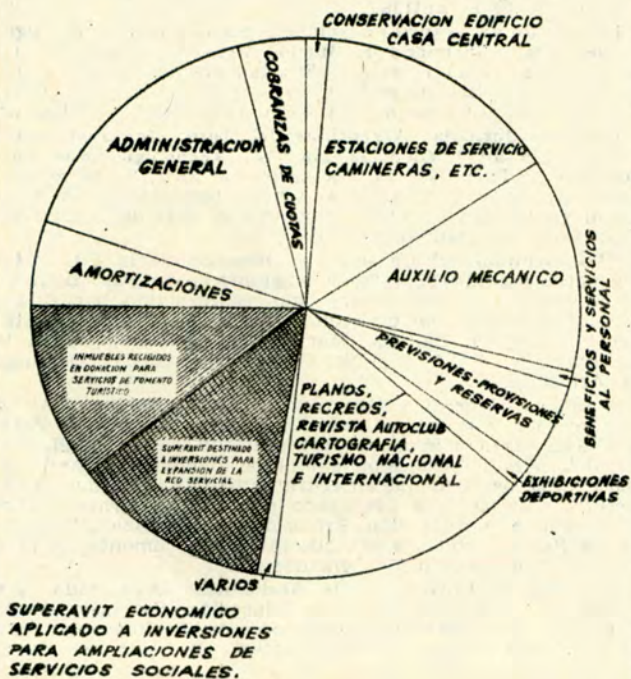 CONSERVACION EDIFICIO
CASA CENTRAL
COBRANZAS DE CUOTAS
ADMINISTRACION
GENERAL
ESTACIONES DE SERVICIO
CAMINERAS, ETC.
AUXILIO MECANICO
AMORTIZACIONES
BENEFICIOS Y SERVICIOS
AL PERSONAL
PREVISIONES-PROVISIONES
Y RESERVAS
INMUEBLES RECIBIDOS
EN DONACION PARA
SERVICIOS DE FOMENTO
TURISTICO
PLANOS,
RECREOS,
REVISTA AUTOCLUB
CARTOGRAFIA,
TURISMO NACIONAL
E INTERNACIONAL
SUPERAVIT DESTINADO
A INVERSIONES PARA
EXPANSION DE LA
RED SERVICIAL
EXHIBICIONES
DEPORTIVAS
VARIOS
SUPERAVIT ECONOMICO
APLICADO A INVERSIONES
PARA AMPLIACIONES DE
SERVICIOS SOCIALES.